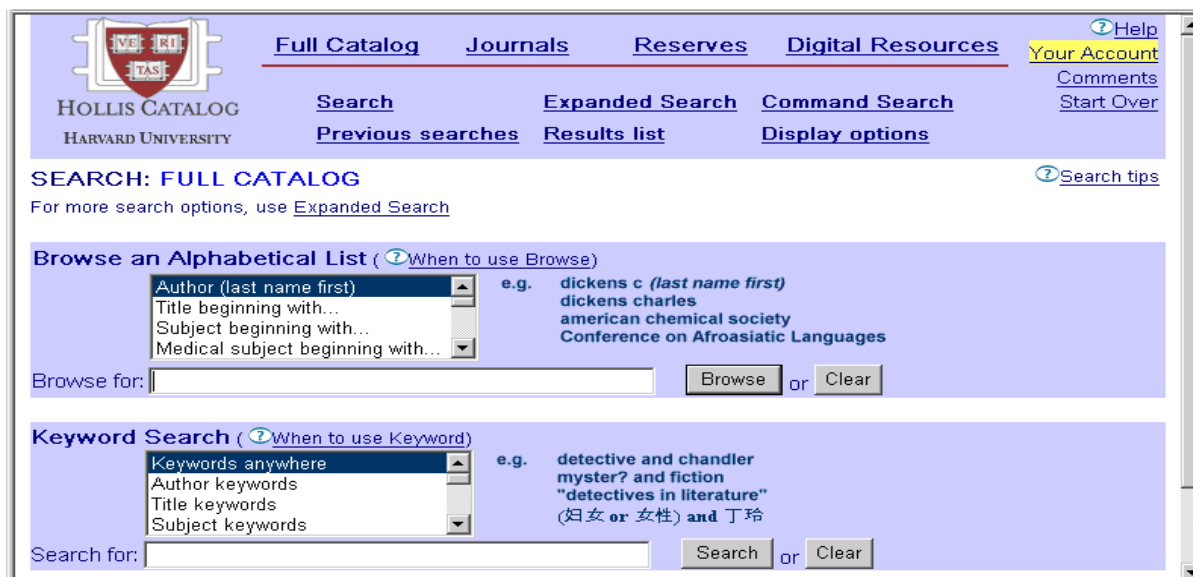 VE RI
TAS
HOLLIS CATALOG
HARVARD UNIVERSITY
Full Catalog Journals Reserves Digital Resources
Search Expanded Search Command Search
Previous searches Results list Display options
?Help
Your Account
Comments
Start Over
SEARCH: FULL CATALOG
?Search tips
For more search options, use Expanded Search
Browse an Alphabetical List ( ?When to use Browse)
Author (last name first)
Title beginning with...
Subject beginning with...
Medical subject beginning with...
e.g. dickens c (last name first)
dickens charles
american chemical society
Conference on Afroasiatic Languages
Browse for: Browse or Clear
Keyword Search ( ?When to use Keyword)
Keywords anywhere
Author keywords
Title keywords
Subject keywords
e.g. detective and chandler
myster? and fiction
"detectives in literature"
(妇女 or 女性) and 丁玲
Search for: Search or Clear